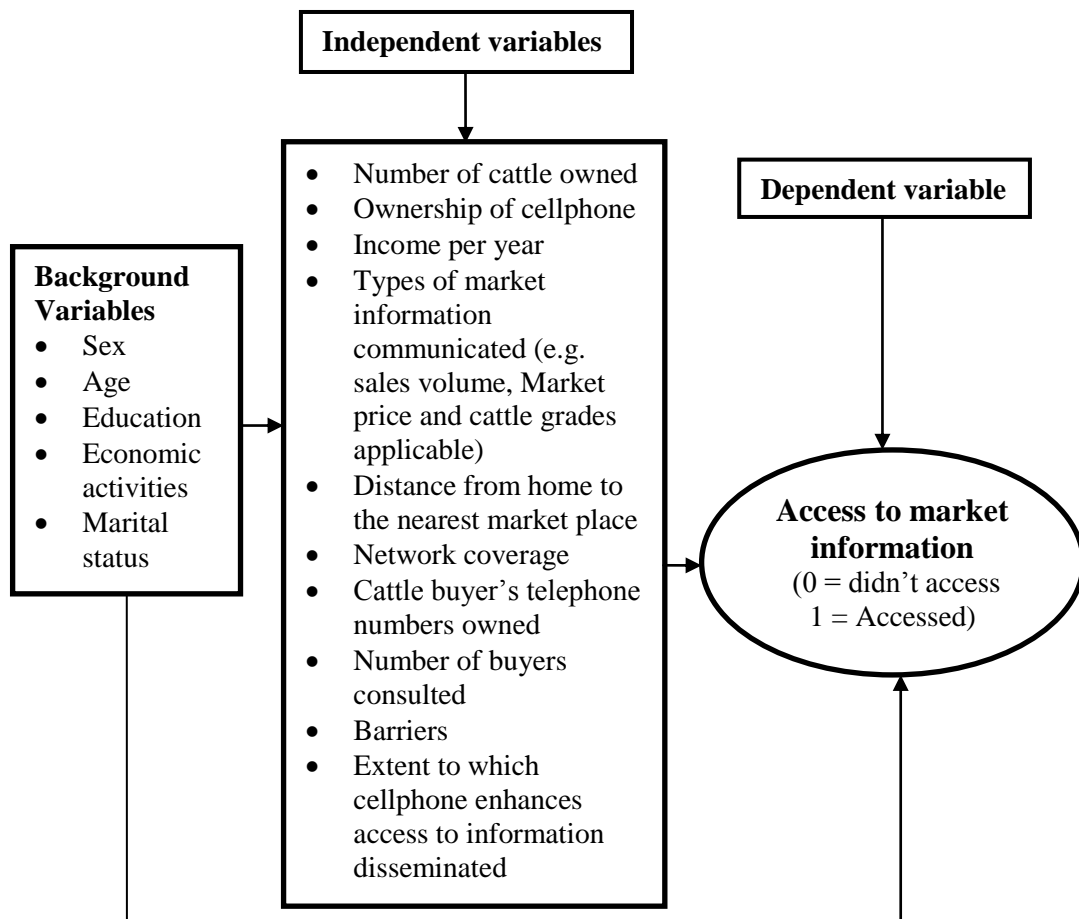 Independent variables
Background
Variables
• Sex
• Age
• Education
• Economic
activities
• Marital
status
• Number of cattle owned
• Ownership of cellphone
• Income per year
• Types of market
information
communicated (e.g.
sales volume, Market
price and cattle grades
applicable)
• Distance from home to
the nearest market place
• Network coverage
• Cattle buyer’s telephone
numbers owned
• Number of buyers
consulted
• Barriers
• Extent to which
cellphone enhances
access to information
disseminated
Dependent variable
Access to market
information
(0 = didn’t access
1 = Accessed)